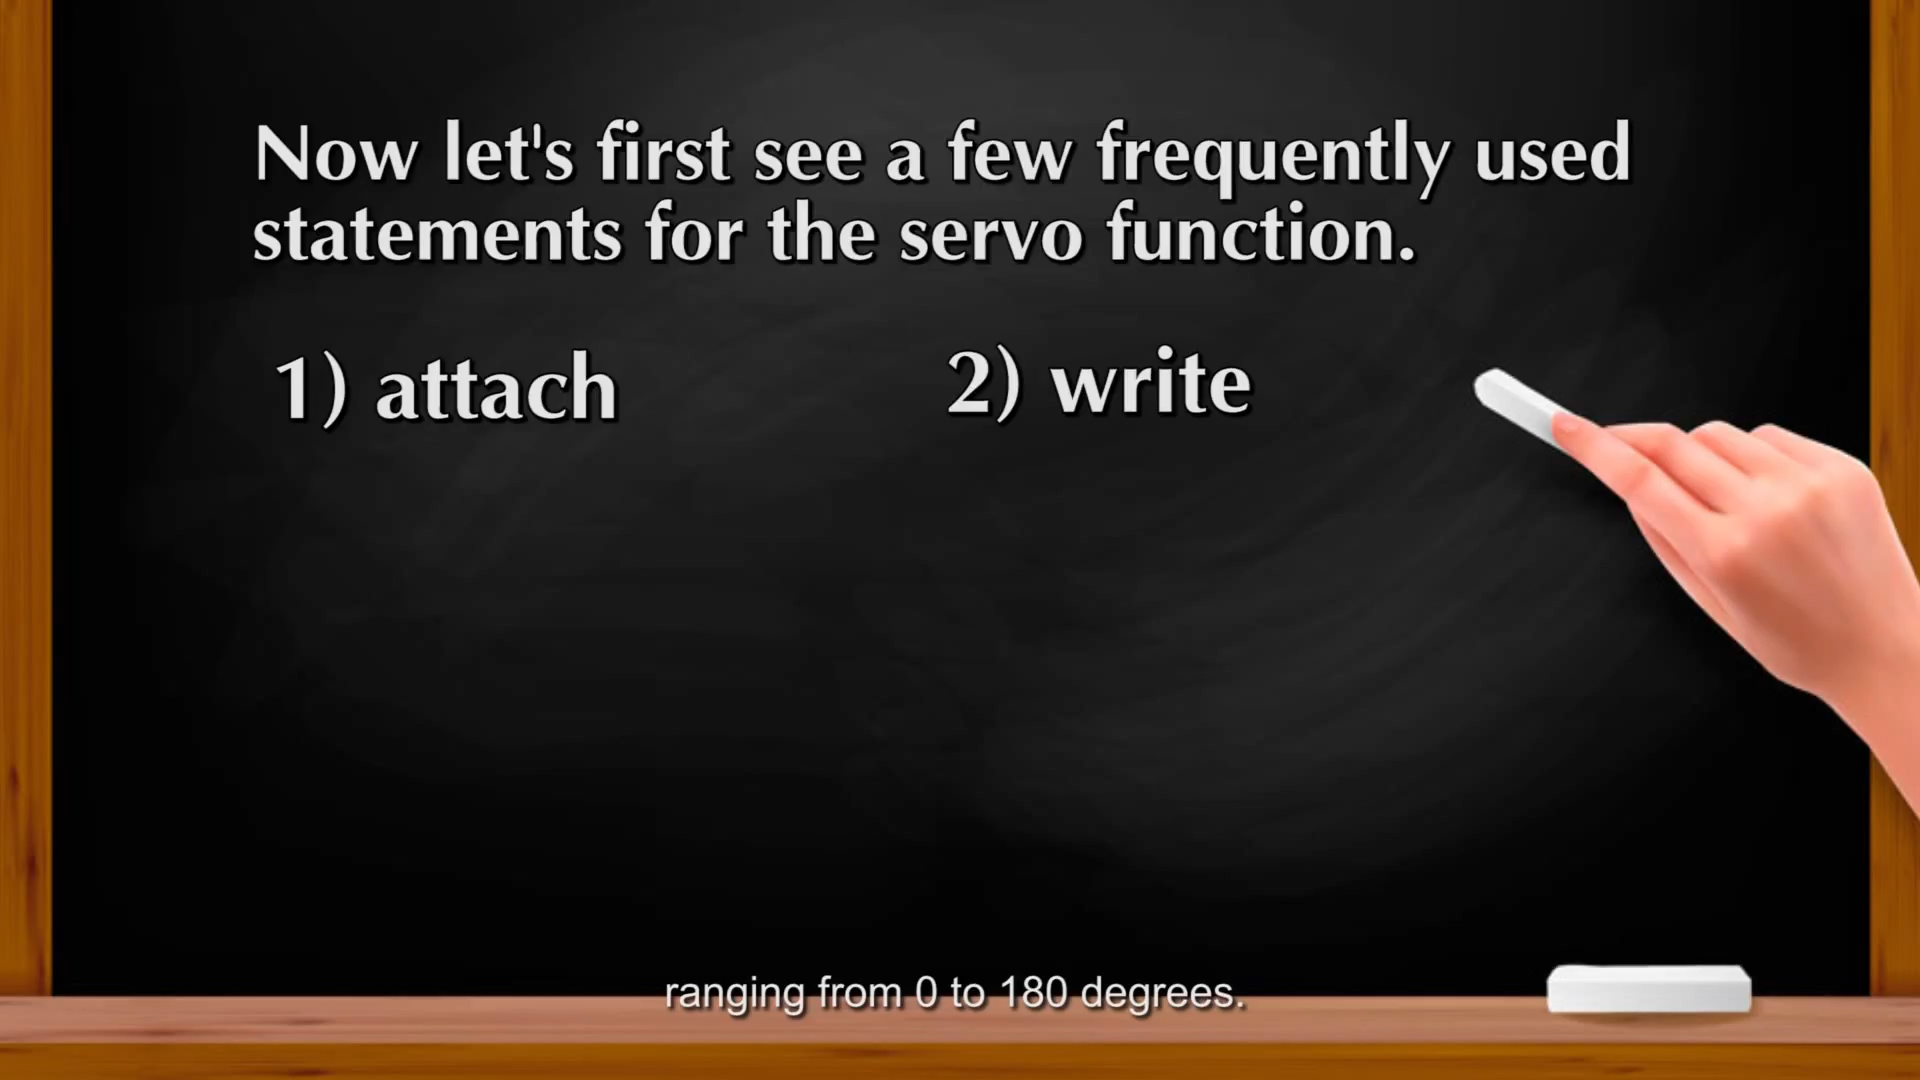 Now let's first see a few frequently used
statements for the servo function.
1) attach
2) write
ranging from 0 to 180 degrees.